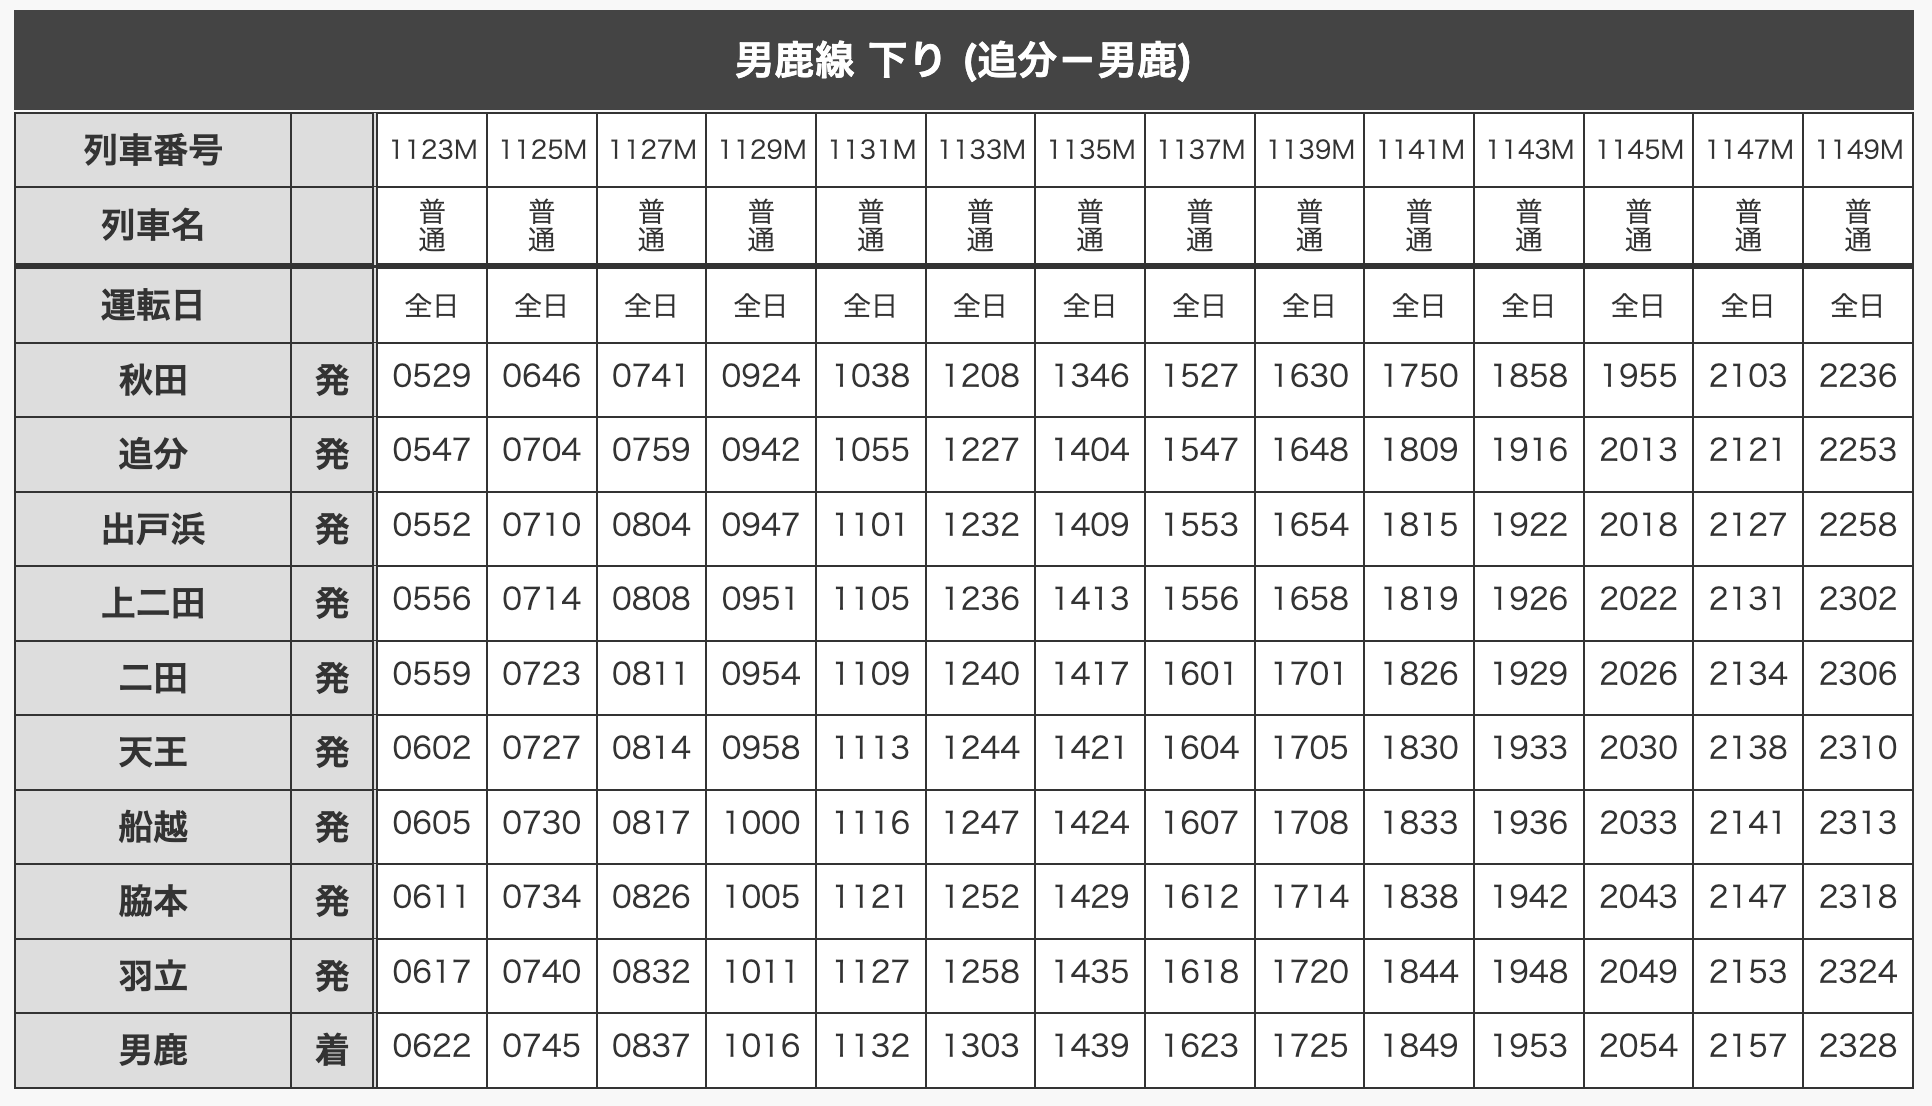 男鹿線 下り (追分－男鹿)
列車番号 1123M 1125M 1127M 1129M 1131M 1133M 1135M 1137M 1139M 1141M 1143M 1145M 1147M 1149M
列車名 普通 普通 普通 普通 普通 普通 普通 普通 普通 普通 普通 普通 普通 普通
運転日 全日 全日 全日 全日 全日 全日 全日 全日 全日 全日 全日 全日 全日 全日
秋田 発 0529 0646 0741 0924 1038 1208 1346 1527 1630 1750 1858 1955 2103 2236
追分 発 0547 0704 0759 0942 1055 1227 1404 1547 1648 1809 1916 2013 2121 2253
出戸浜 発 0552 0710 0804 0947 1101 1232 1409 1553 1654 1815 1922 2018 2127 2258
上二田 発 0556 0714 0808 0951 1105 1236 1413 1556 1658 1819 1926 2022 2131 2302
二田 発 0559 0723 0811 0954 1109 1240 1417 1601 1701 1826 1929 2026 2134 2306
天王 発 0602 0727 0814 0958 1113 1244 1421 1604 1705 1830 1933 2030 2138 2310
船越 発 0605 0730 0817 1000 1116 1247 1424 1607 1708 1833 1936 2033 2141 2313
脇本 発 0611 0734 0826 1005 1121 1252 1429 1612 1714 1838 1942 2043 2147 2318
羽立 発 0617 0740 0832 1011 1127 1258 1435 1618 1720 1844 1948 2049 2153 2324
男鹿 着 0622 0745 0837 1016 1132 1303 1439 1623 1725 1849 1953 2054 2157 2328